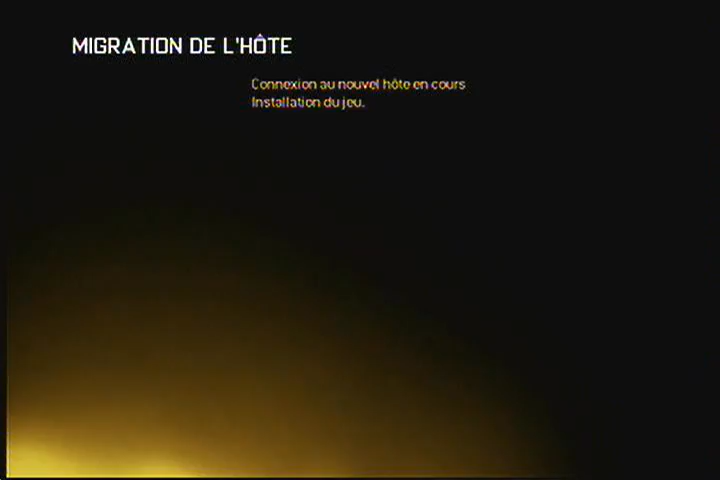 MIGRATION DE L'HÔTE
Connexion au nouvel hôte en cours
Installation du jeu.